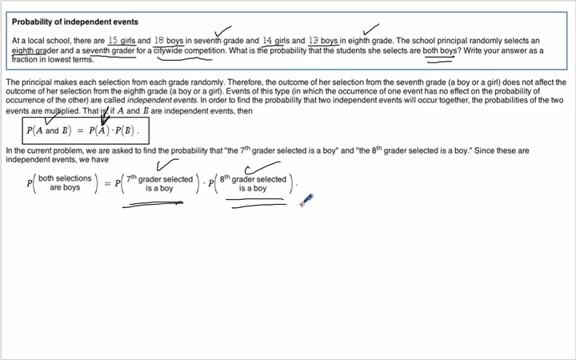 Probability of independent events
At a local school, there are 15 girls and 18 boys in seventh grade and 14 girls and 13 boys in eighth grade. The school principal randomly selects an
eighth grader and a seventh grader for a citywide competition. What is the probability that the students she selects are both boys? Write your answer as a
fraction in lowest terms.
The principal makes each selection from each grade randomly. Therefore, the outcome of her selection from the seventh grade (a boy or a girl) does not affect the
outcome of her selection from the eighth grade (a boy or a girl). Events of this type (in which the occurrence of one event has no effect on the probability of
occurrence of the other) are called independent events. In order to find the probability that two independent events will occur together, the probabilities of the two
events are multiplied. That is, if A and B are independent events, then
P(A and B) = P(A) · P(B).
In the current problem, we are asked to find the probability that "the 7th grader selected is a boy" and "the 8th grader selected is a boy." Since these are
independent events, we have
P(both selections are boys) = P(7th grader selected is a boy) · P(8th grader selected is a boy).